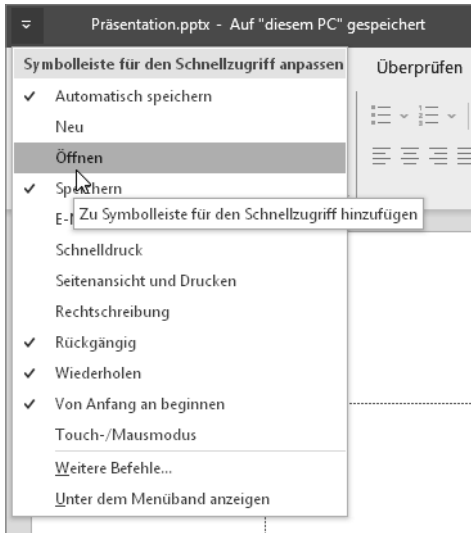 Präsentation.pptx - Auf "diesem PC" gespeichert
Symbolleiste für den Schnellzugriff anpassen
Überprüfen
Automatisch speichern
Neu
Öffnen
Speichern
Zu Symbolleiste für den Schnellzugriff hinzufügen
Schnelldruck
Seitenansicht und Drucken
Rechtschreibung
Rückgängig
Wiederholen
Von Anfang an beginnen
Touch-/Mausmodus
Weitere Befehle...
Unter dem Menüband anzeigen